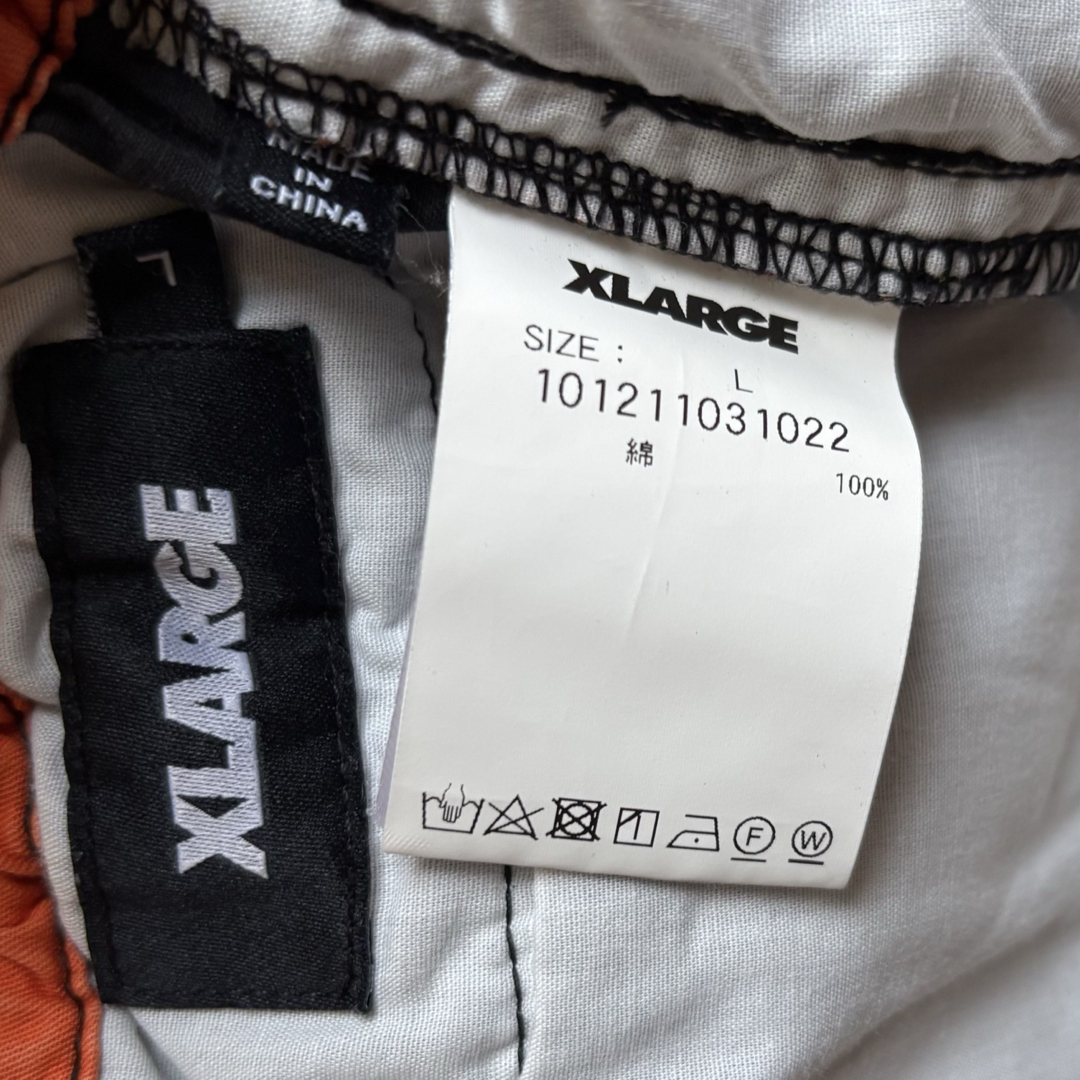 MADE
IN
CHINA
L
XLARGE
XLARGE
SIZE :
L
101211031022
綿
100%
F
W